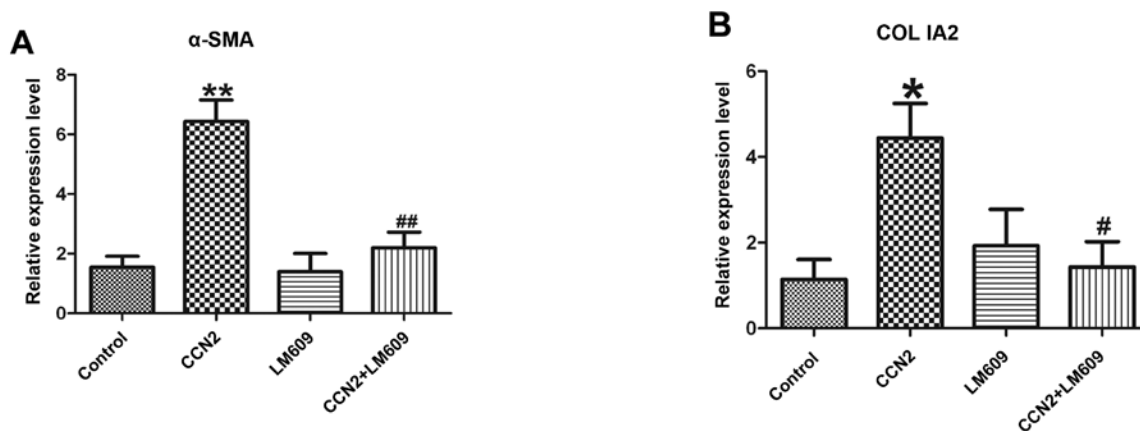 A
α-SMA
Relative expression level
8
6
4
2
0
**
##
Control
CCN2
LM609
CCN2+LM609
B
COL IA2
Relative expression level
6
4
2
0
*
#
Control
CCN2
LM609
CCN2+LM609